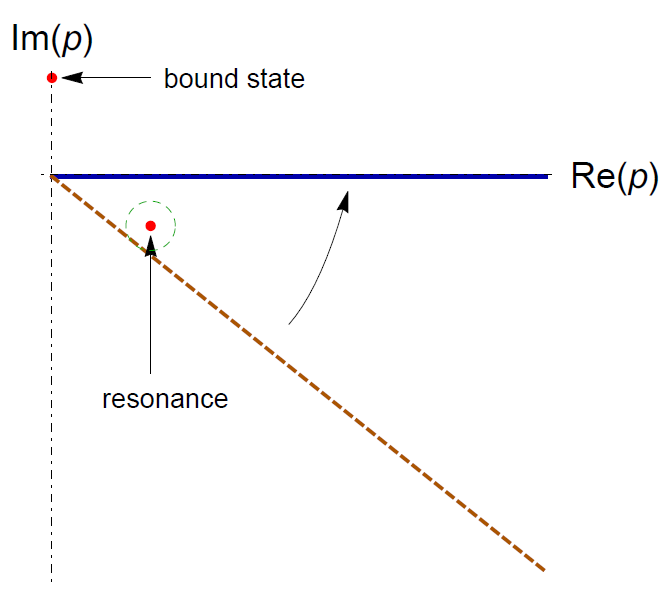 Im(p)
bound state
Re(p)
resonance